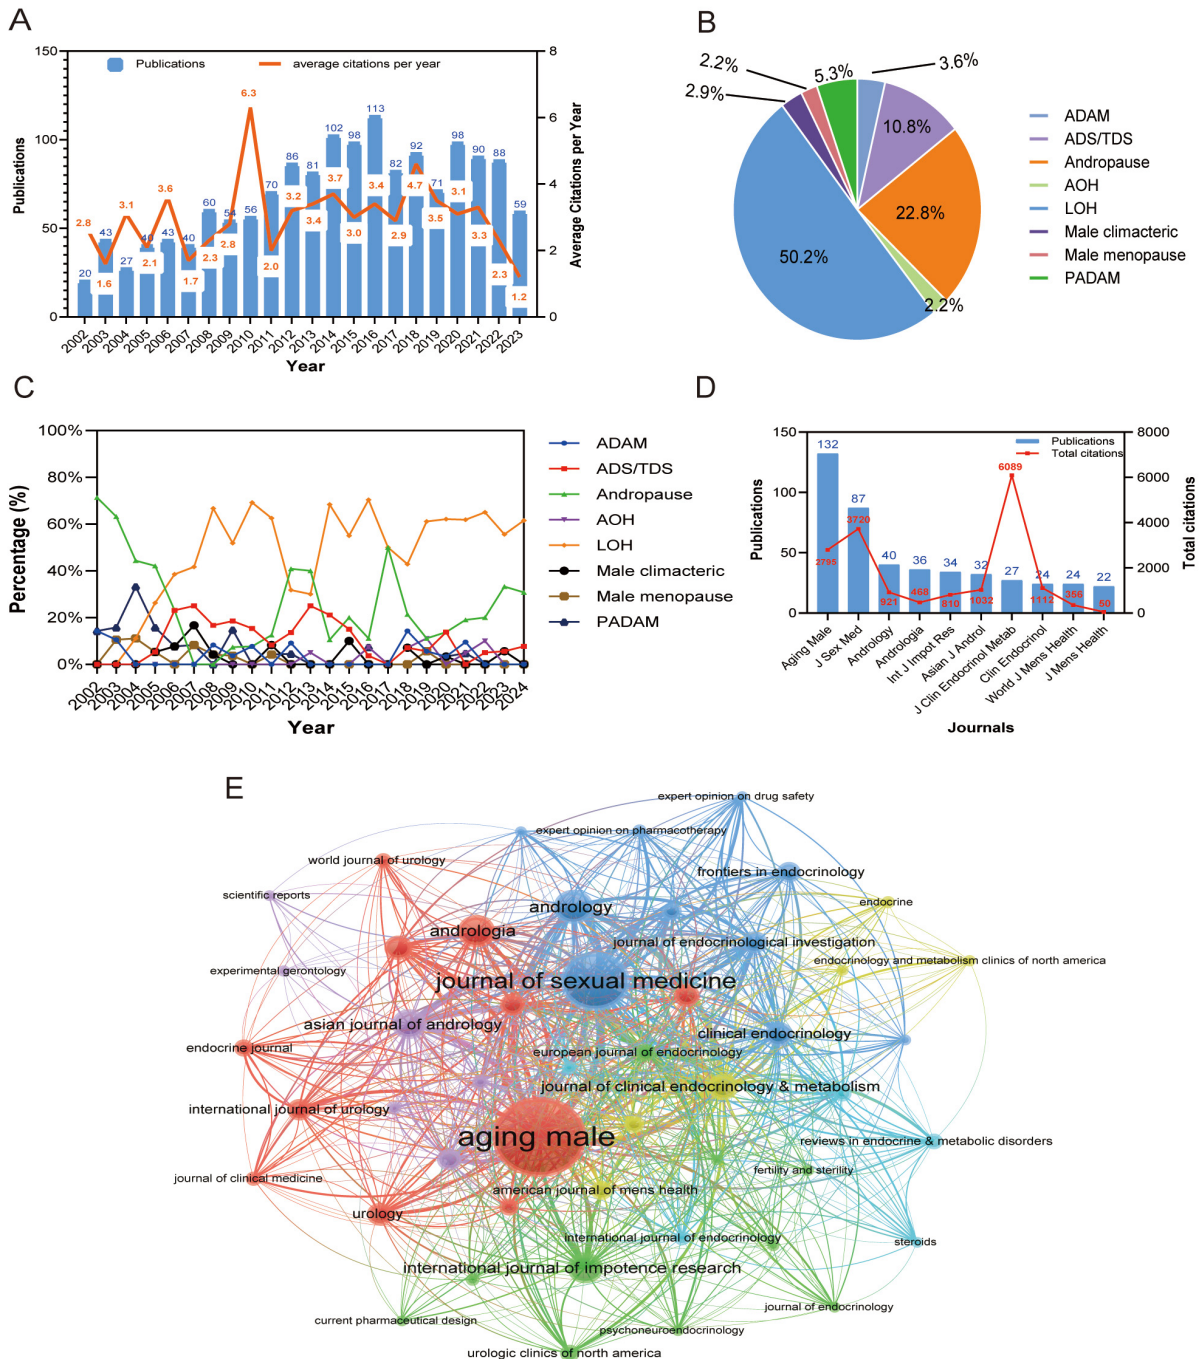 A
Publications
average citations per year
150
100
50
0
8
6
4
2
0
Publications
Average Citations per Year
20 43 27 40 43 40 60 54 56 70 86 81 102 98 113 82 92 71 98 90 88 59
2.8 1.6 3.1 2.1 3.6 1.7 2.3 2.8 6.3 2.0 3.2 3.4 3.7 3.0 3.4 2.9 4.7 3.5 3.1 3.3 2.3 1.2
2002 2003 2004 2005 2006 2007 2008 2009 2010 2011 2012 2013 2014 2015 2016 2017 2018 2019 2020 2021 2022 2023
Year
B
3.6%
10.8%
22.8%
2.2%
50.2%
2.9%
2.2%
5.3%
ADAM
ADS/TDS
Andropause
AOH
LOH
Male climacteric
Male menopause
PADAM
C
100%
80%
60%
40%
20%
0%
Percentage (%)
2002 2003 2004 2005 2006 2007 2008 2009 2010 2011 2012 2013 2014 2015 2016 2017 2018 2019 2020 2021 2022 2023 2024
Year
ADAM
ADS/TDS
Andropause
AOH
LOH
Male climacteric
Male menopause
PADAM
D
Publications
Total citations
150
100
50
0
8000
6000
4000
2000
0
Publications
Total citations
132 87 40 36 34 32 27 24 24 22
2795 3720 921 468 810 1032 6089 1112 356 50
Aging Male
J Sex Med
Andrology
Andrologia
Int J Impot Res
Asian J Androl
J Clin Endocrinol Metab
Clin Endocrinol
World J Mens Health
J Mens Health
Journals
E
expert opinion on drug safety
expert opinion on pharmacotherapy
world journal of urology
frontiers in endocrinology
scientific reports
endocrine
andrology
andrologia
journal of endocrinological investigation
endocrinology and metabolism clinics of north america
experimental gerontology
journal of sexual medicine
asian journal of andrology
clinical endocrinology
endocrine journal
european journal of endocrinology
journal of clinical endocrinology & metabolism
international journal of urology
aging male
reviews in endocrine & metabolic disorders
fertility and sterility
journal of clinical medicine
american journal of mens health
urology
international journal of endocrinology
steroids
international journal of impotence research
journal of endocrinology
current pharmaceutical design
psychoneuroendocrinology
urologic clinics of north america